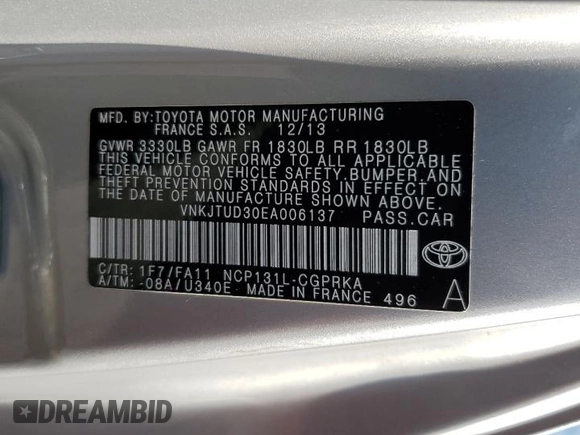 MFD. BY:TOYOTA MOTOR MANUFACTURING
FRANCE S.A.S. 12/13
GVWR 3330LB GAWR FR 1830LB RR 1830LB
THIS VEHICLE CONFORMS TO ALL APPLICABLE
FEDERAL MOTOR VEHICLE SAFETY,BUMPER,AND
THEFT PREVENTION STANDARDS IN EFFECT ON
THE DATE OF MANUFACTURE SHOWN ABOVE.
VNKJTUD30EA006137 PASS.CAR
C/TR: 1F7/FA11 NCP131L-CGPRKA
A/TM: -08A/U340E MADE IN FRANCE 496
A
DREAMBID